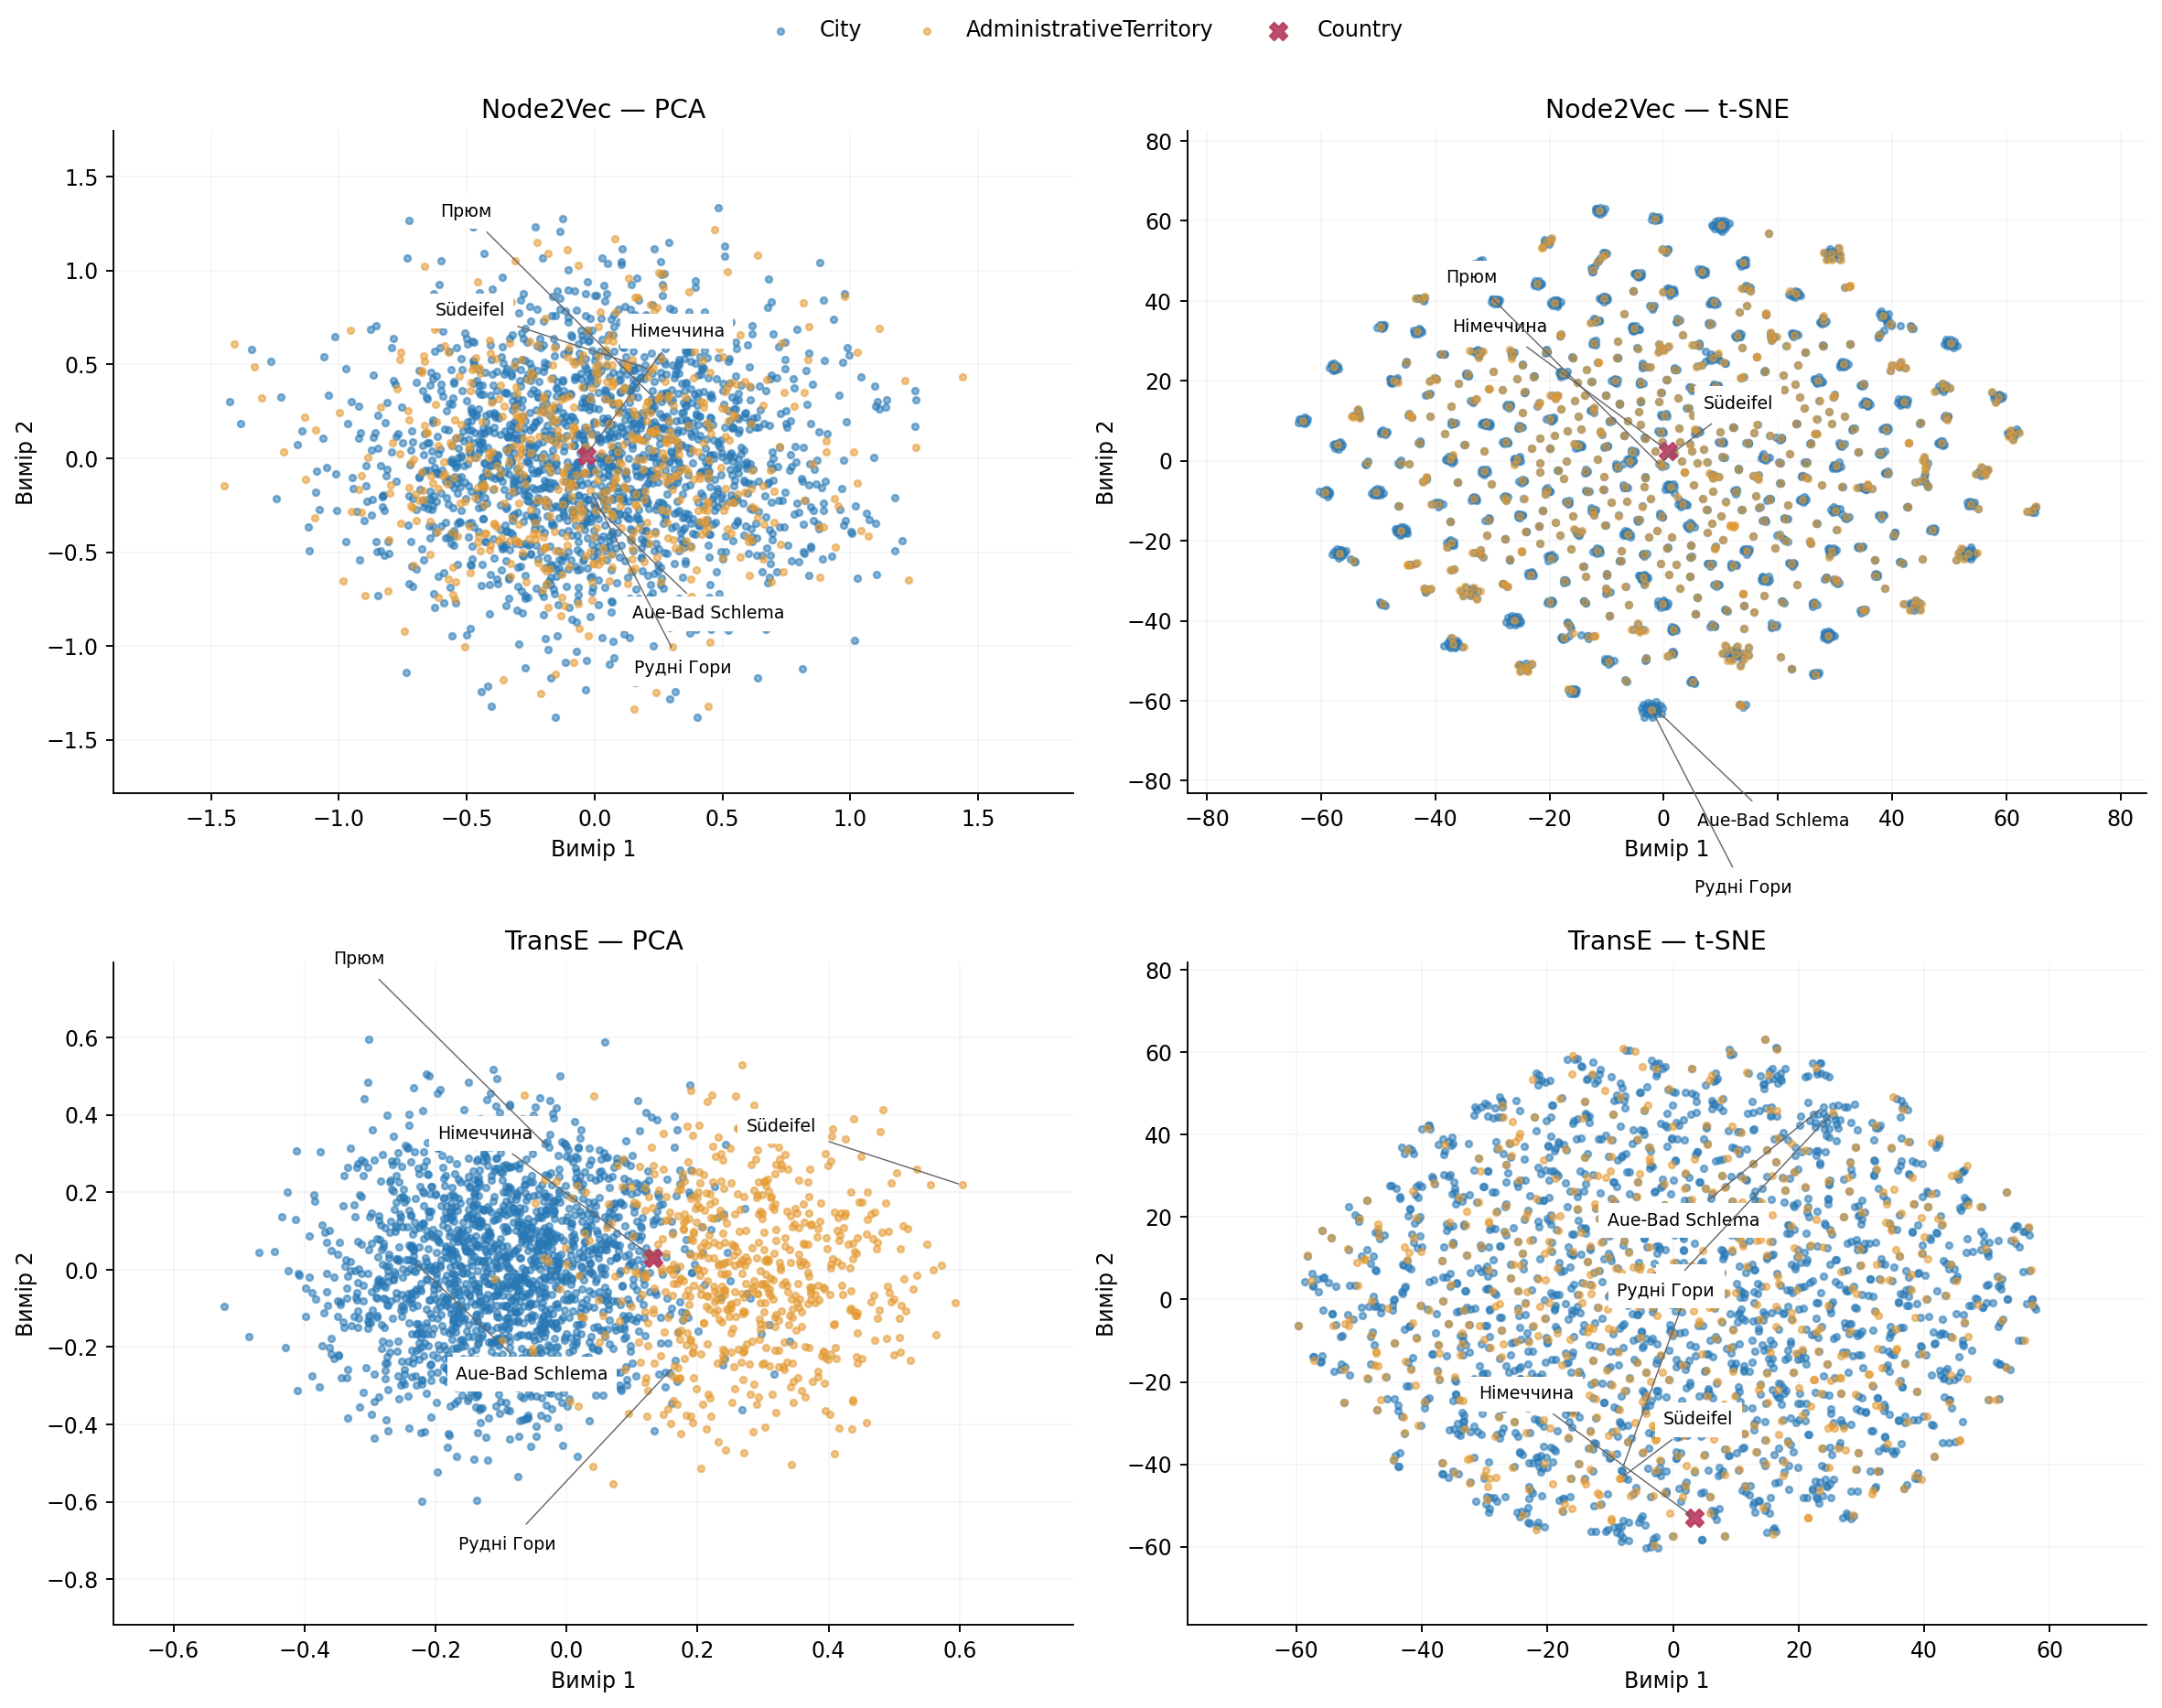 City AdministrativeTerritory Country
Node2Vec — PCA
Вимір 2
1.5
1.0
0.5
0.0
−0.5
−1.0
−1.5
Прюм
Südeifel
Німеччина
Aue-Bad Schlema
Рудні Гори
−1.5 −1.0 −0.5 0.0 0.5 1.0 1.5
Вимір 1
Node2Vec — t-SNE
Вимір 2
80
60
40
20
0
−20
−40
−60
−80
Прюм
Німеччина
Südeifel
−80 −60 −40 −20 0 40 60 80
Aue-Bad Schlema
Вимір 1
Рудні Гори
TransE — PCA
Прюм
Вимір 2
0.6
0.4
0.2
0.0
−0.2
−0.4
−0.6
−0.8
Südeifel
Німеччина
Aue-Bad Schlema
Рудні Гори
−0.6 −0.4 −0.2 0.0 0.2 0.4 0.6
Вимір 1
TransE — t-SNE
Вимір 2
80
60
40
20
0
−20
−40
−60
Aue-Bad Schlema
Рудні Гори
Німеччина
Südeifel
−60 −40 −20 0 20 40 60
Вимір 1